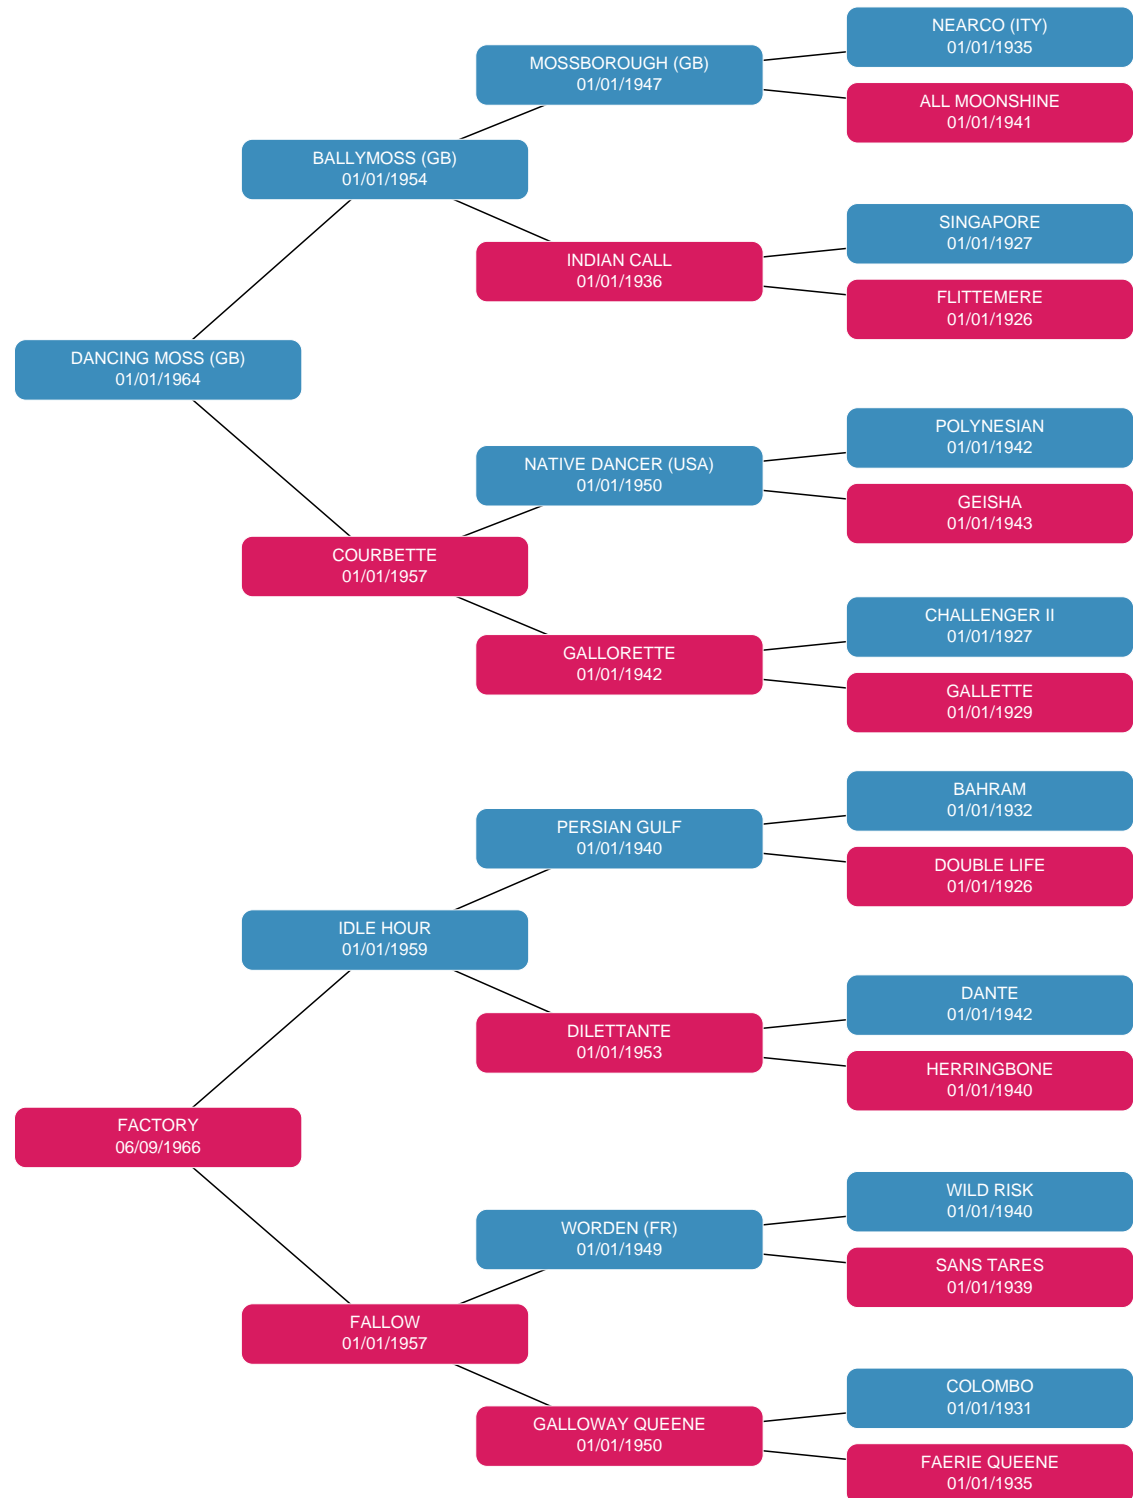 NEARCO (ITY)
01/01/1935
MOSSBOROUGH (GB)
01/01/1947
ALL MOONSHINE
01/01/1941
BALLYMOSS (GB)
01/01/1954
SINGAPORE
01/01/1927
INDIAN CALL
01/01/1936
FLITTEMERE
01/01/1926
DANCING MOSS (GB)
01/01/1964
POLYNESIAN
01/01/1942
NATIVE DANCER (USA)
01/01/1950
GEISHA
01/01/1943
COURBETTE
01/01/1957
CHALLENGER II
01/01/1927
GALLORETTE
01/01/1942
GALLETTE
01/01/1929
BAHRAM
01/01/1932
PERSIAN GULF
01/01/1940
DOUBLE LIFE
01/01/1926
IDLE HOUR
01/01/1959
DANTE
01/01/1942
DILETTANTE
01/01/1953
HERRINGBONE
01/01/1940
FACTORY
06/09/1966
WILD RISK
01/01/1940
WORDEN (FR)
01/01/1949
SANS TARES
01/01/1939
FALLOW
01/01/1957
COLOMBO
01/01/1931
GALLOWAY QUEENE
01/01/1950
FAERIE QUEENE
01/01/1935